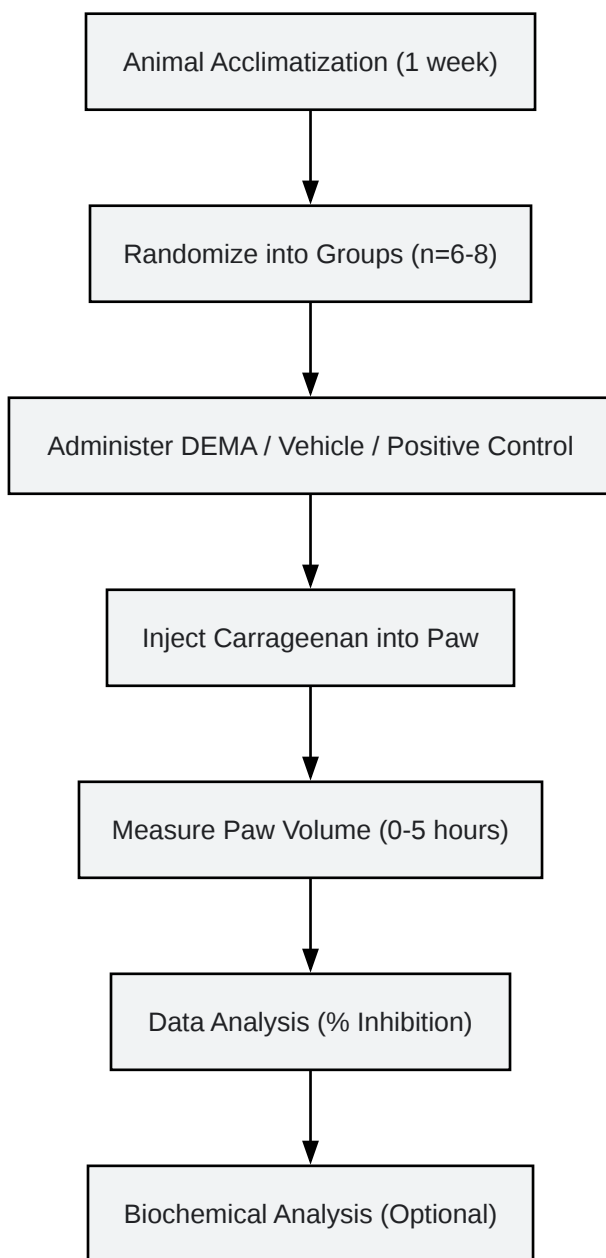 Animal Acclimatization (1 week)
Randomize into Groups (n=6-8)
Administer DEMA / Vehicle / Positive Control
Inject Carrageenan into Paw
Measure Paw Volume (0-5 hours)
Data Analysis (% Inhibition)
Biochemical Analysis (Optional)